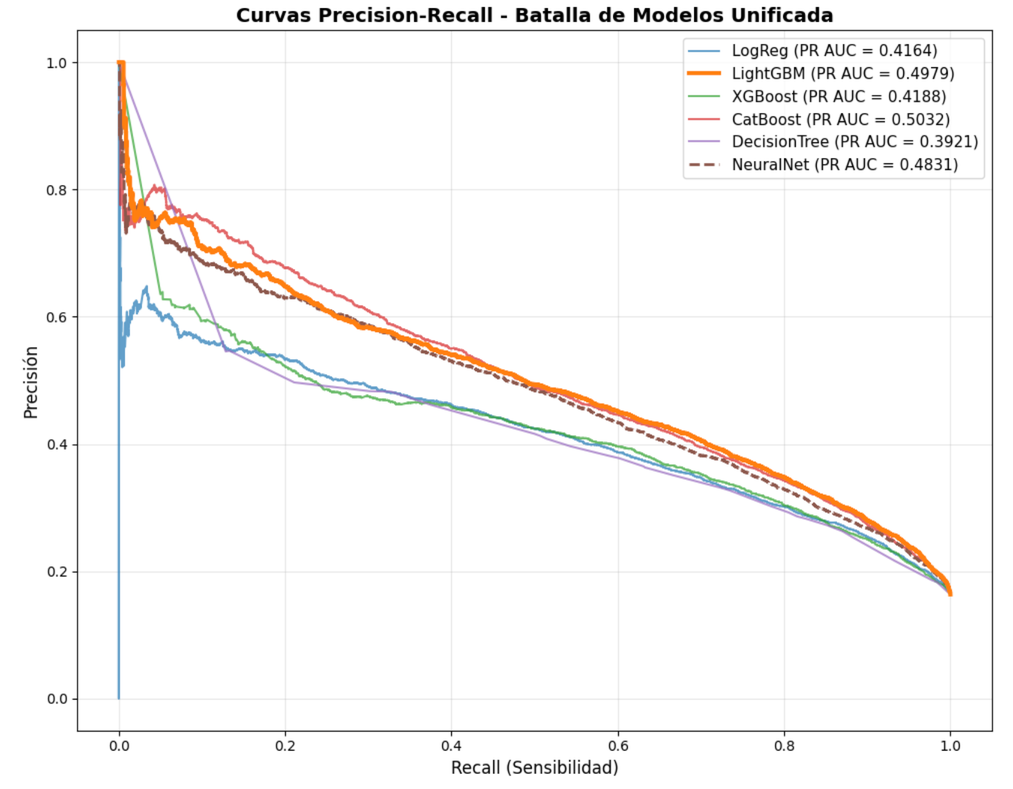 Curvas Precision-Recall - Batalla de Modelos Unificada
LogReg (PR AUC = 0.4164)
LightGBM (PR AUC = 0.4979)
XGBoost (PR AUC = 0.4188)
CatBoost (PR AUC = 0.5032)
DecisionTree (PR AUC = 0.3921)
NeuralNet (PR AUC = 0.4831)
Precisión
1.0
0.8
0.6
0.4
0.2
0.0
0.0 0.2 0.4 0.6 0.8 1.0
Recall (Sensibilidad)